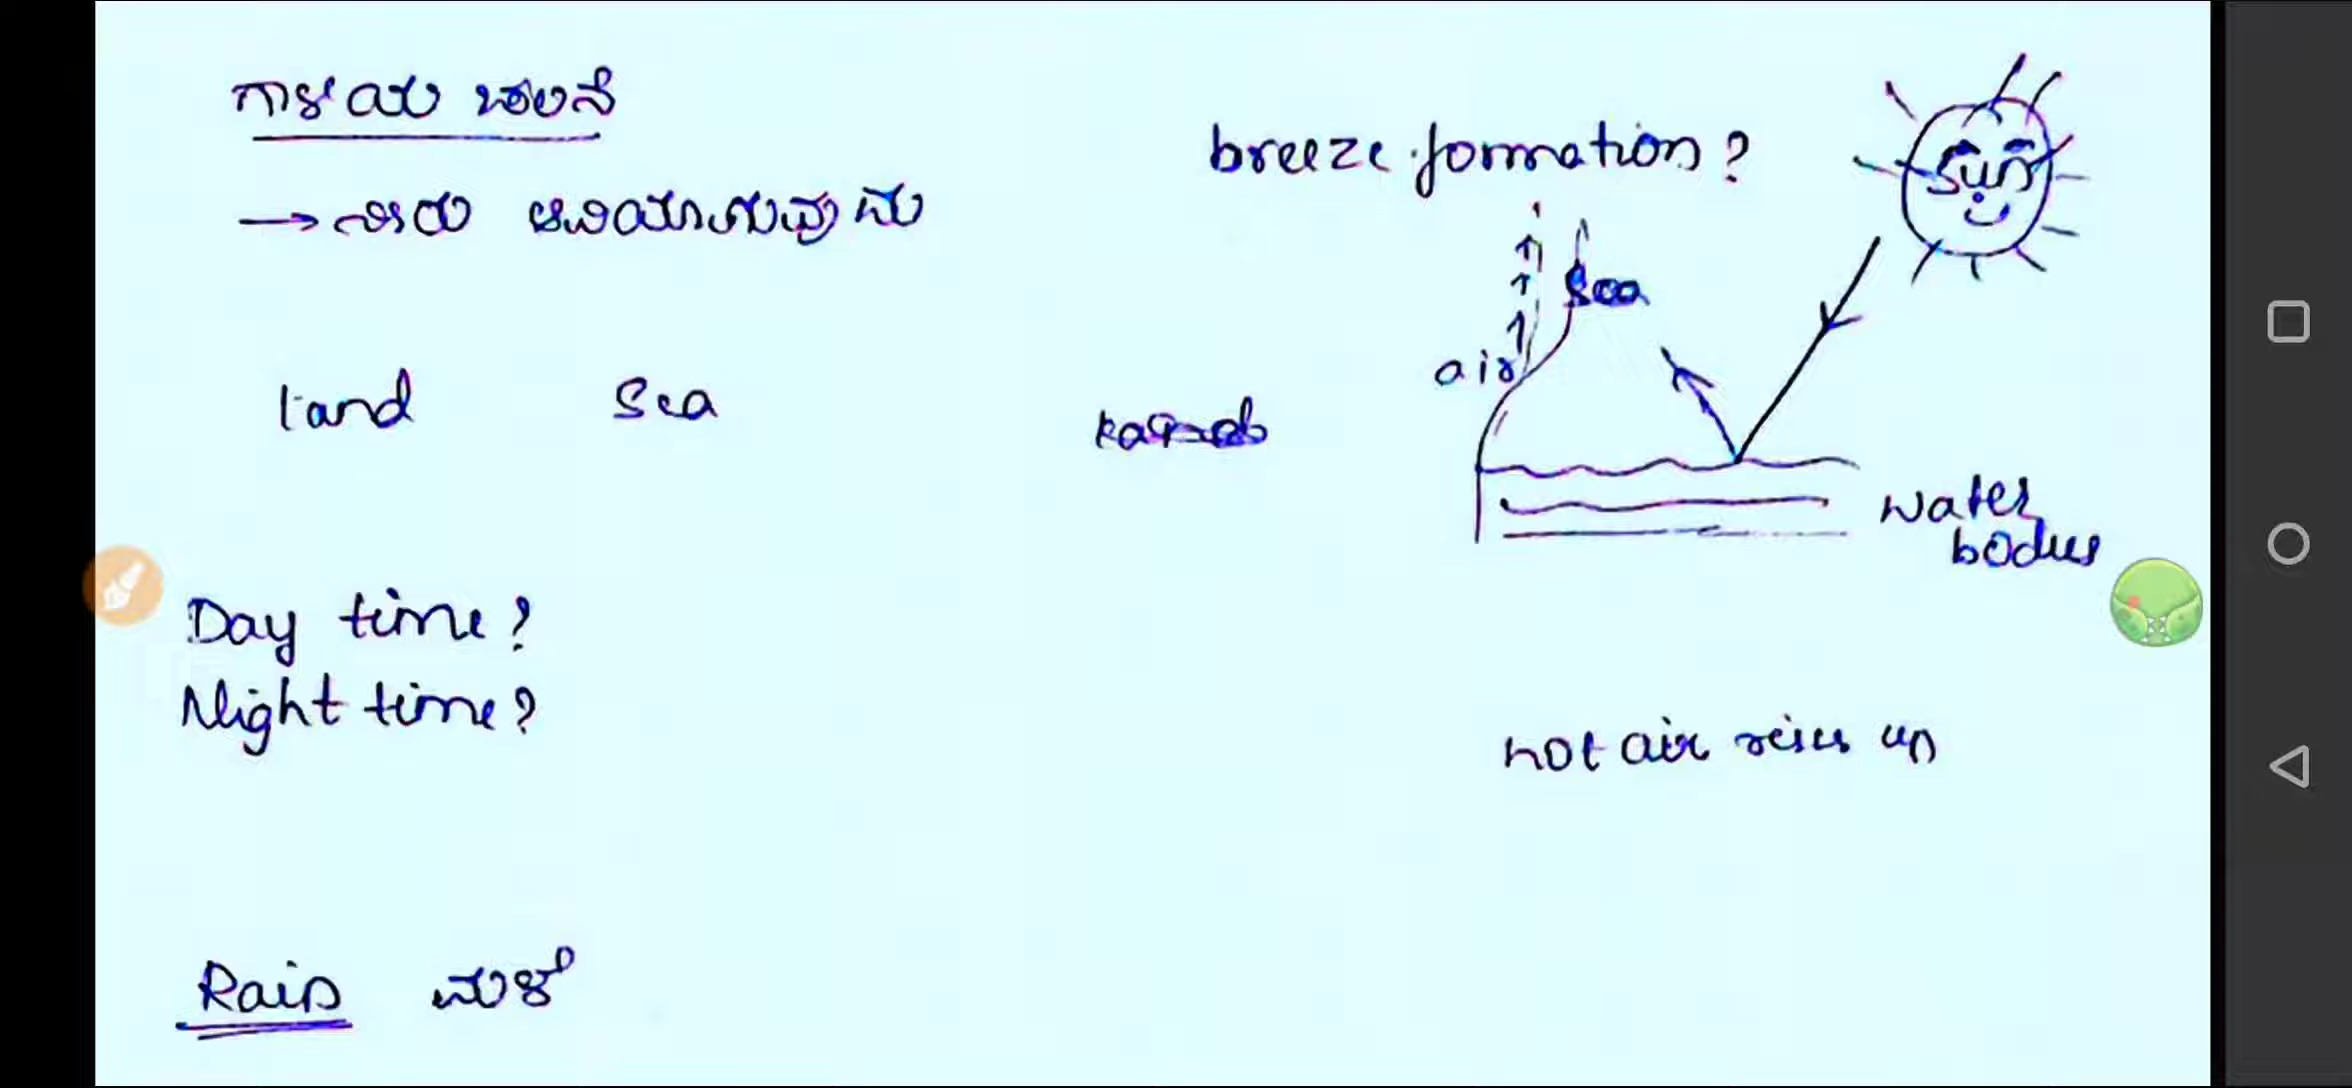 ಗಾಳಿಯ ಚಲನೆ
→ ನೀರು ಆವಿಯಾಗುವುದು
breeze formation?
Sun
Sea
air
land Sea
water
bodies
Day time?
Night time?
hot air rises up
Rain ಮಳೆ